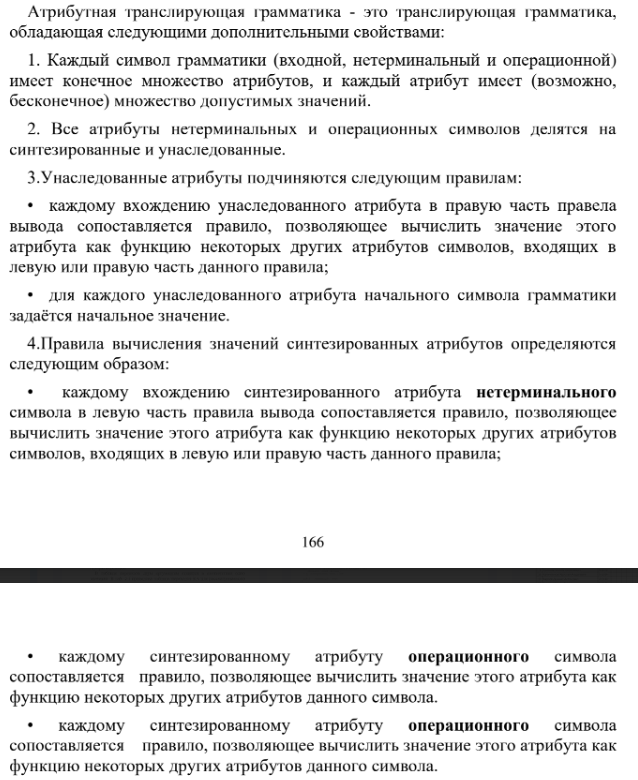 Атрибутная транслирующая грамматика - это транслирующая грамматика,
обладающая следующими дополнительными свойствами:
1. Каждый символ грамматики (входной, нетерминальный и операционной)
имеет конечное множество атрибутов, и каждый атрибут имеет (возможно,
бесконечное) множество допустимых значений.
2. Все атрибуты нетерминальных и операционных символов делятся на
синтезированные и унаследованные.
3.Унаследованные атрибуты подчиняются следующим правилам:
• каждому вхождению унаследованного атрибута в правую часть правела
вывода сопоставляется правило, позволяющее вычислить значение этого
атрибута как функцию некоторых других атрибутов символов, входящих в
левую или правую часть данного правила;
• для каждого унаследованного атрибута начального символа грамматики
задаётся начальное значение.
4.Правила вычисления значений синтезированных атрибутов определяются
следующим образом:
• каждому вхождению синтезированного атрибута нетерминального
символа в левую часть правила вывода сопоставляется правило, позволяющее
вычислить значение этого атрибута как функцию некоторых других атрибутов
символов, входящих в левую или правую часть данного правила;
166
• каждому синтезированному атрибуту операционного символа
сопоставляется правило, позволяющее вычислить значение этого атрибута как
функцию некоторых других атрибутов данного символа.
• каждому синтезированному атрибуту операционного символа
сопоставляется правило, позволяющее вычислить значение этого атрибута как
функцию некоторых других атрибутов данного символа.